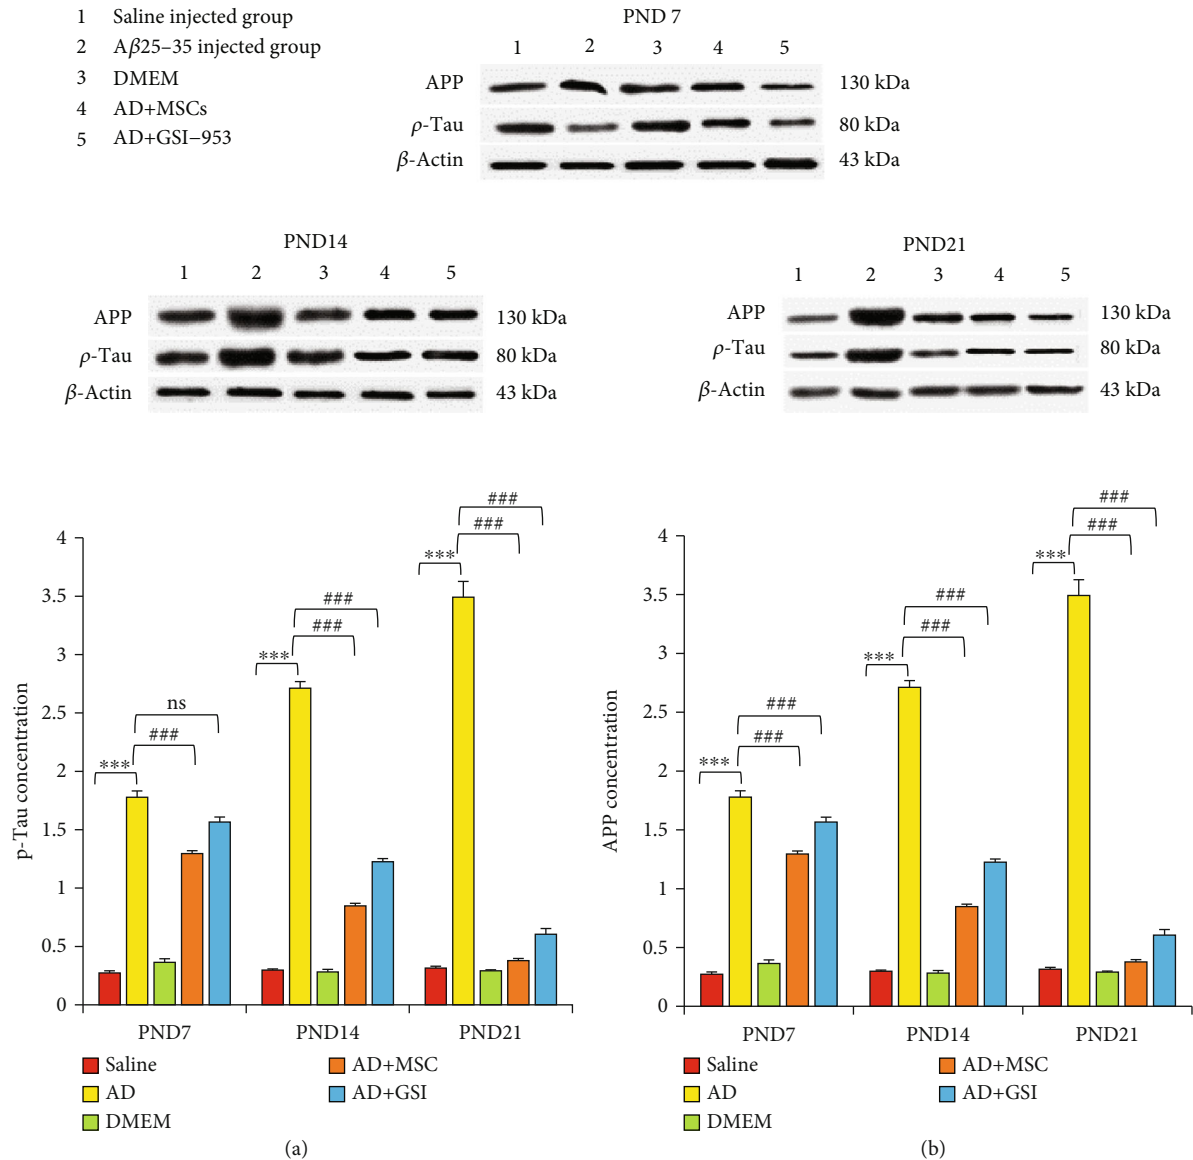 1 Saline injected group
2 Aβ25–35 injected group
3 DMEM
4 AD+MSCs
5 AD+GSI–953
PND 7
1 2 3 4 5
APP 130 kDa
ρ-Tau 80 kDa
β-Actin 43 kDa
PND14
1 2 3 4 5
APP 130 kDa
ρ-Tau 80 kDa
β-Actin 43 kDa
PND21
1 2 3 4 5
APP 130 kDa
ρ-Tau 80 kDa
β-Actin 43 kDa
p-Tau concentration
4
3.5
3
2.5
2
1.5
1
0.5
0
***
###
ns
***
###
###
***
###
###
PND7 PND14 PND21
Saline
AD
DMEM
AD+MSC
AD+GSI
(a)
APP concentration
4
3.5
3
2.5
2
1.5
1
0.5
0
***
###
###
***
###
###
***
###
###
PND7 PND14 PND21
Saline
AD
DMEM
AD+MSC
AD+GSI
(b)